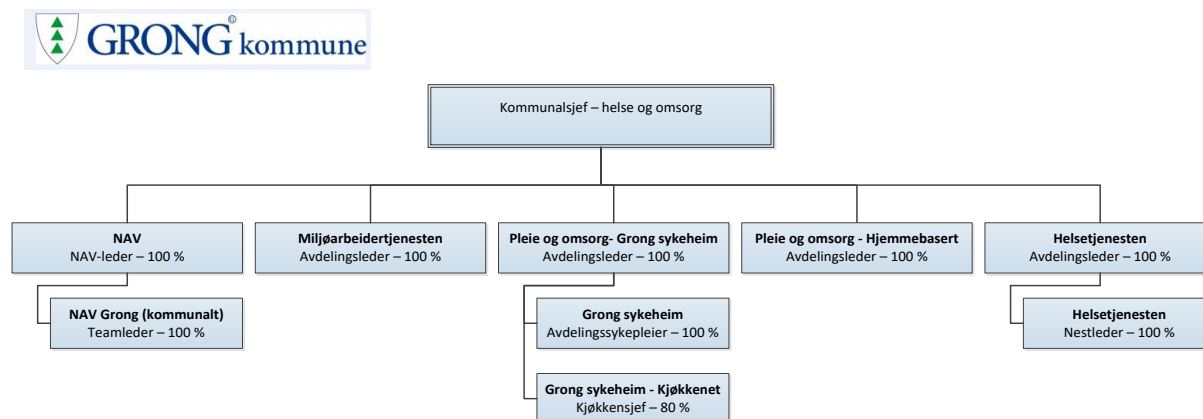 GRONG kommune
Kommunalsjef – helse og omsorg
NAV
NAV-leder – 100 %
Miljøarbeidertjenesten
Avdelingsleder – 100 %
Pleie og omsorg- Grong sykeheim
Avdelingsleder – 100 %
Pleie og omsorg - Hjemmebasert
Avdelingsleder – 100 %
Helsetjenesten
Avdelingsleder – 100 %
NAV Grong (kommunalt)
Teamleder – 100 %
Grong sykeheim
Avdelingssykepleier – 100 %
Helsetjenesten
Nestleder – 100 %
Grong sykeheim - Kjøkkenet
Kjøkkensjef – 80 %